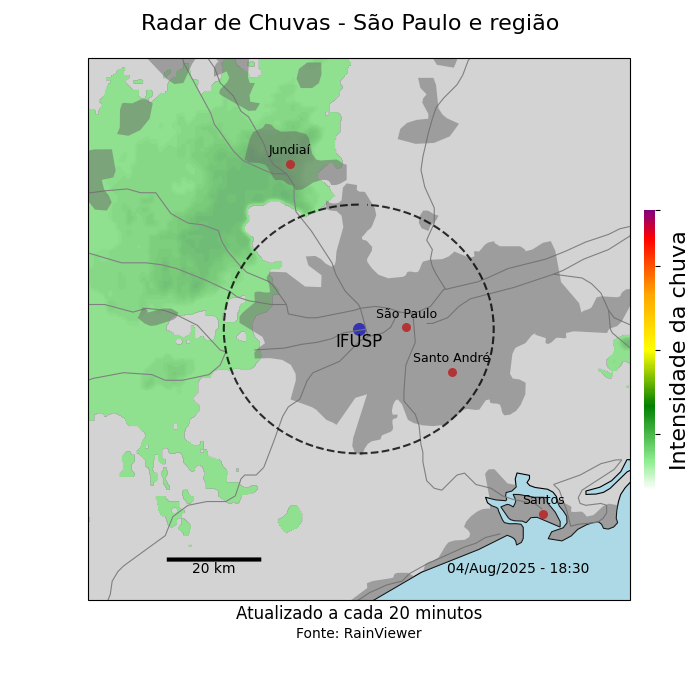 Radar de Chuvas - São Paulo e região
Jundiaí
São Paulo
IFUSP
Santo André
Santos
20 km
04/Aug/2025 - 18:30
Intensidade da chuva
Atualizado a cada 20 minutos
Fonte: RainViewer